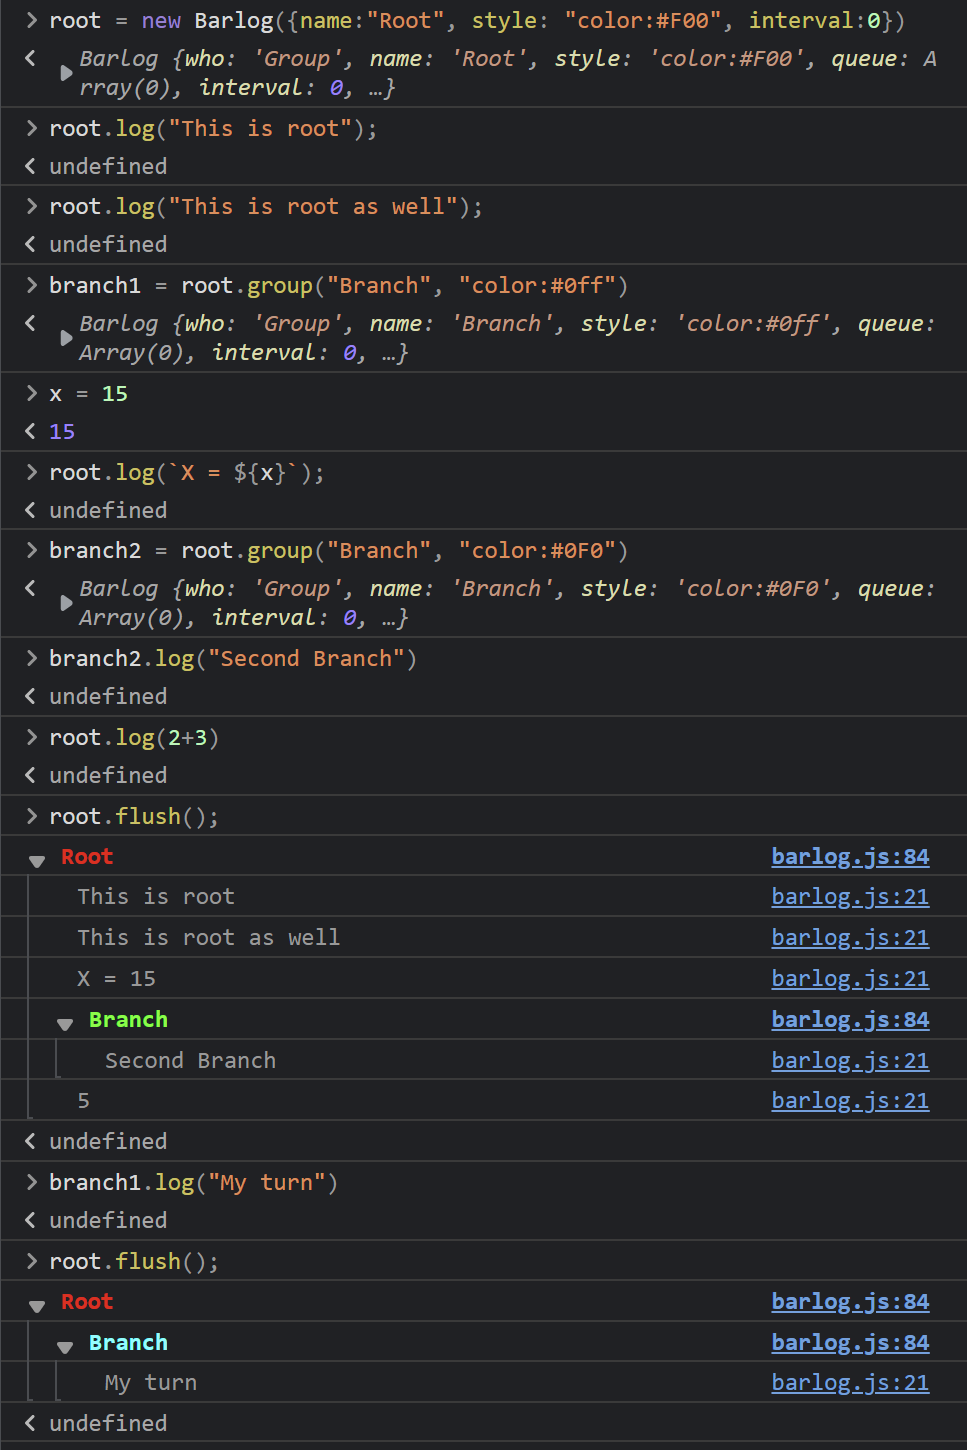 > root = new Barlog({name:"Root", style: "color:#F00", interval:0})
< ▶ Barlog {who: 'Group', name: 'Root', style: 'color:#F00', queue: A
rray(0), interval: 0, …}
> root.log("This is root");
< undefined
> root.log("This is root as well");
< undefined
> branch1 = root.group("Branch", "color:#0ff")
< ▶ Barlog {who: 'Group', name: 'Branch', style: 'color:#0ff', queue:
Array(0), interval: 0, …}
> x = 15
< 15
> root.log(`X = ${x}`);
< undefined
> branch2 = root.group("Branch", "color:#0F0")
< ▶ Barlog {who: 'Group', name: 'Branch', style: 'color:#0F0', queue:
Array(0), interval: 0, …}
> branch2.log("Second Branch")
< undefined
> root.log(2+3)
< undefined
> root.flush();
▼ Root barlog.js:84
This is root barlog.js:21
This is root as well barlog.js:21
X = 15 barlog.js:21
▼ Branch barlog.js:84
Second Branch barlog.js:21
5 barlog.js:21
< undefined
> branch1.log("My turn")
< undefined
> root.flush();
▼ Root barlog.js:84
▼ Branch barlog.js:84
My turn barlog.js:21
< undefined